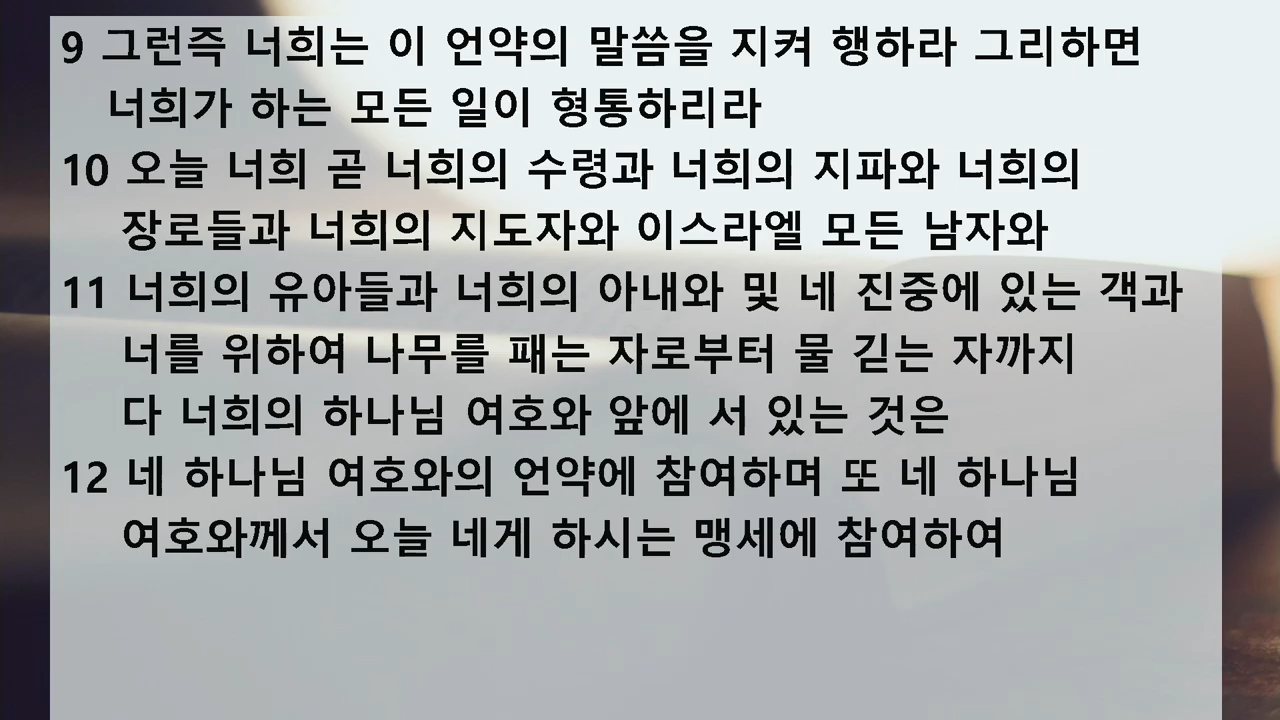 9 그런즉 너희는 이 언약의 말씀을 지켜 행하라 그리하면
너희가 하는 모든 일이 형통하리라
10 오늘 너희 곧 너희의 수령과 너희의 지파와 너희의
장로들과 너희의 지도자와 이스라엘 모든 남자와
11 너희의 유아들과 너희의 아내와 및 네 진중에 있는 객과
너를 위하여 나무를 패는 자로부터 물 긷는 자까지
다 너희의 하나님 여호와 앞에 서 있는 것은
12 네 하나님 여호와의 언약에 참여하며 또 네 하나님
여호와께서 오늘 네게 하시는 맹세에 참여하여